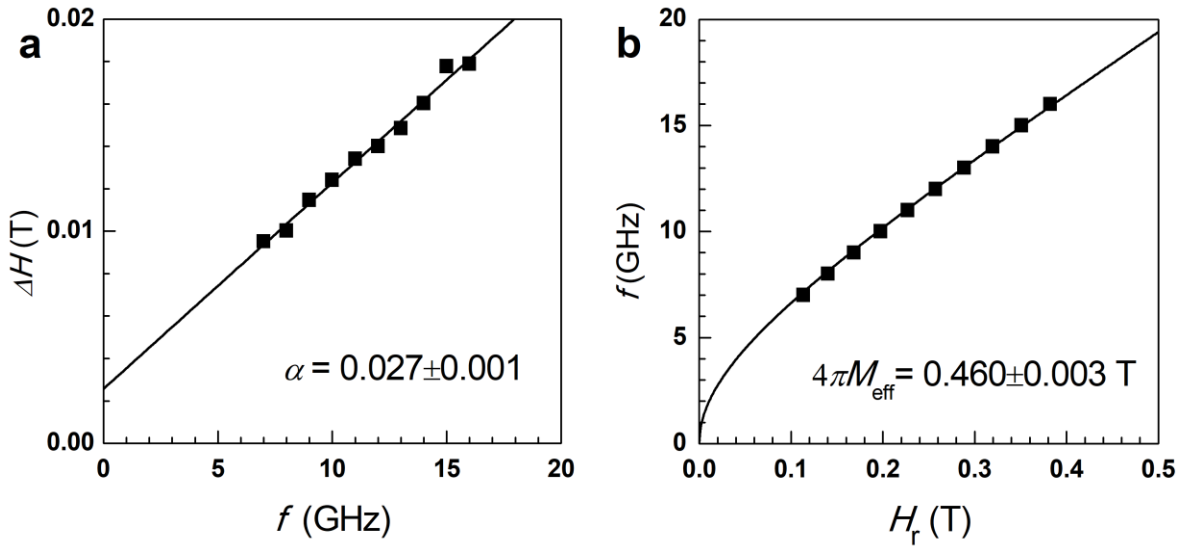 a
0.02
0.01
0.00
ΔH (T)
α = 0.027±0.001
0 5 10 15 20
f (GHz)
b
20
15
10
5
0
f (GHz)
4πMeff= 0.460±0.003 T
0.0 0.1 0.2 0.3 0.4 0.5
Hr (T)